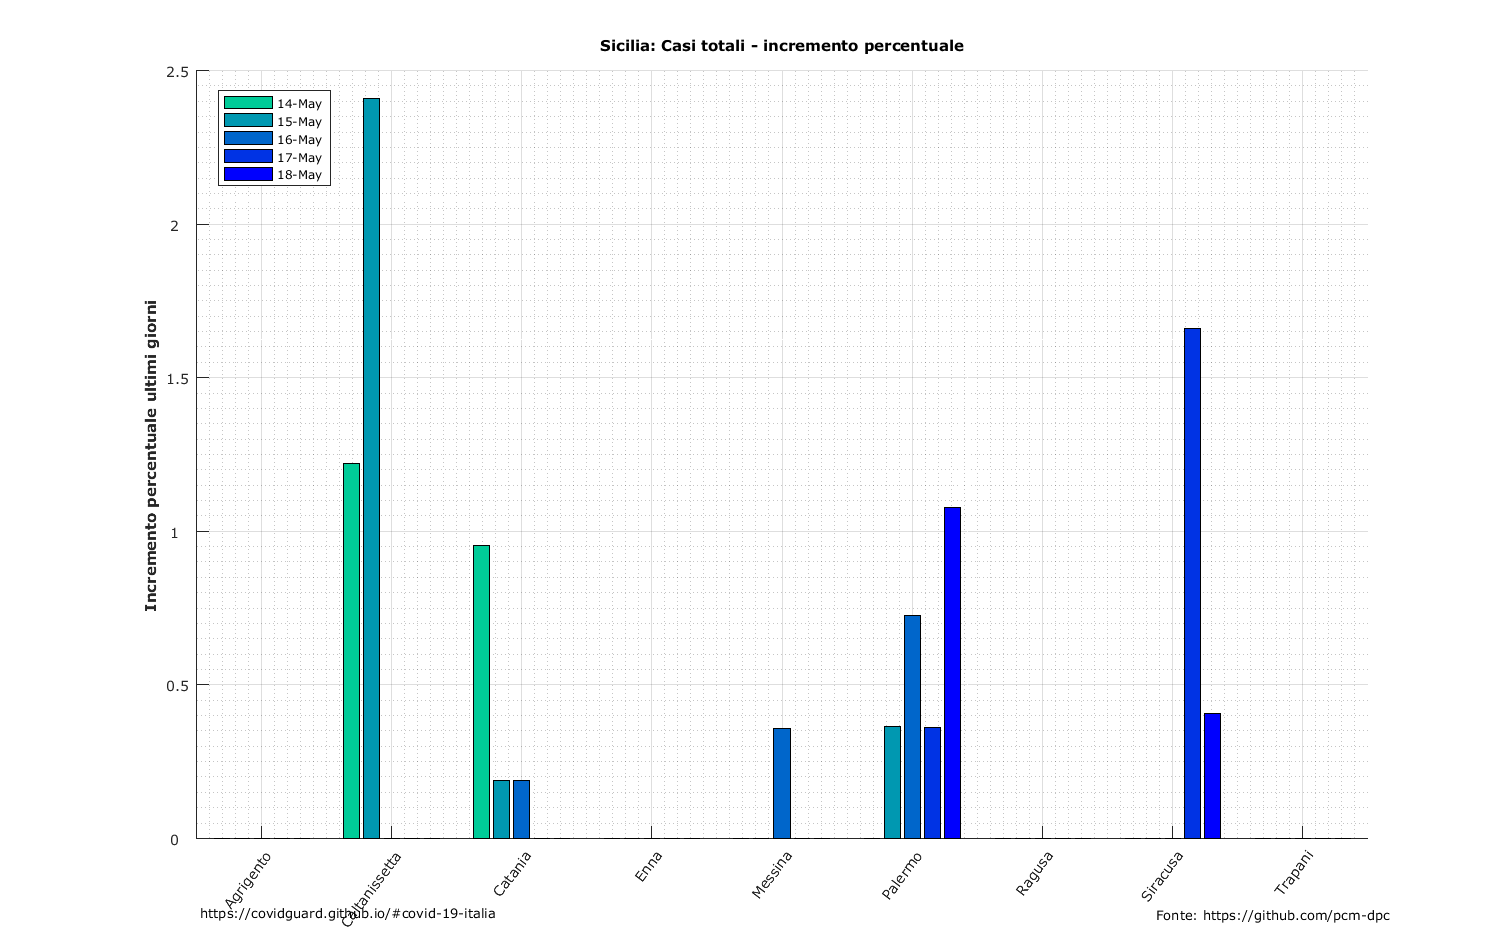 Sicilia: Casi totali - incremento percentuale
2.5
2
1.5
1
0.5
0
Incremento percentuale ultimi giorni
14-May
15-May
16-May
17-May
18-May
Agrigento
Caltanissetta
Catania
Enna
Messina
Palermo
Ragusa
Siracusa
Trapani
https://covidguard.github.io/#covid-19-italia
Fonte: https://github.com/pcm-dpc